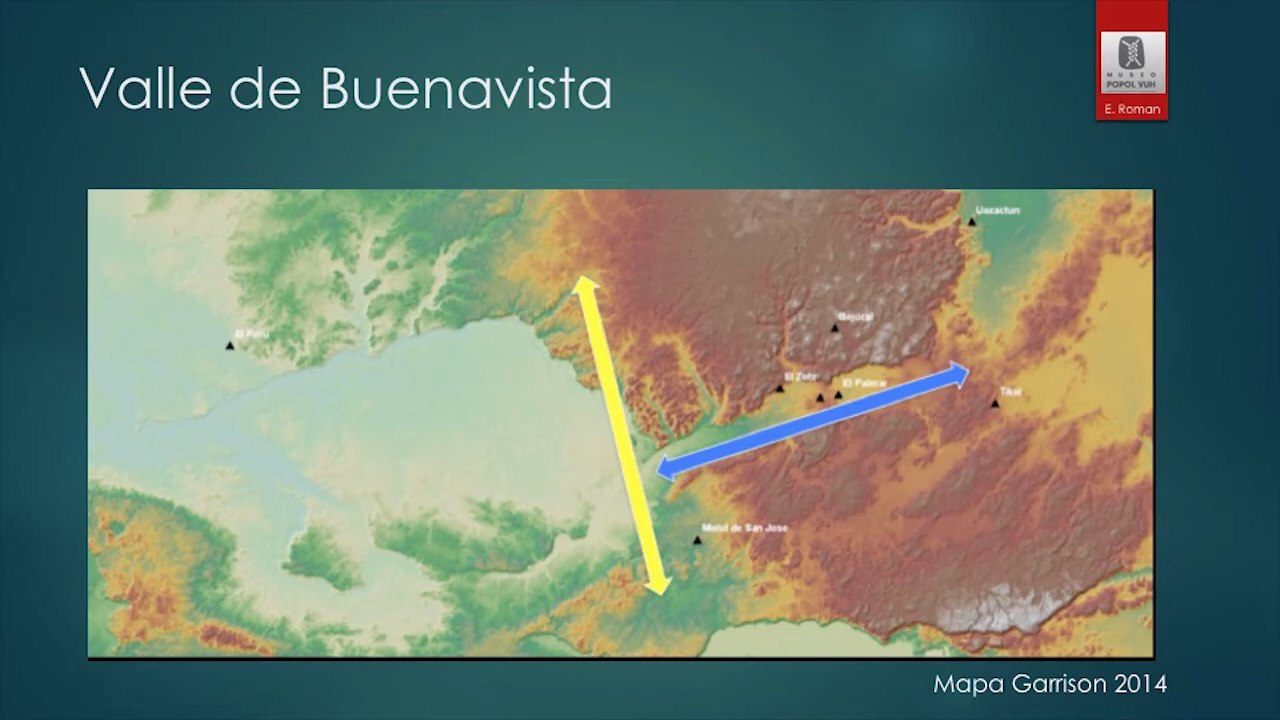 Valle de Buenavista
MUSEO
POPOL VUH
E. Roman
Uaxactun
El Perú
Bejucal
El Zotz
El Palmar
Tikal
Motul de San Jose
Mapa Garrison 2014